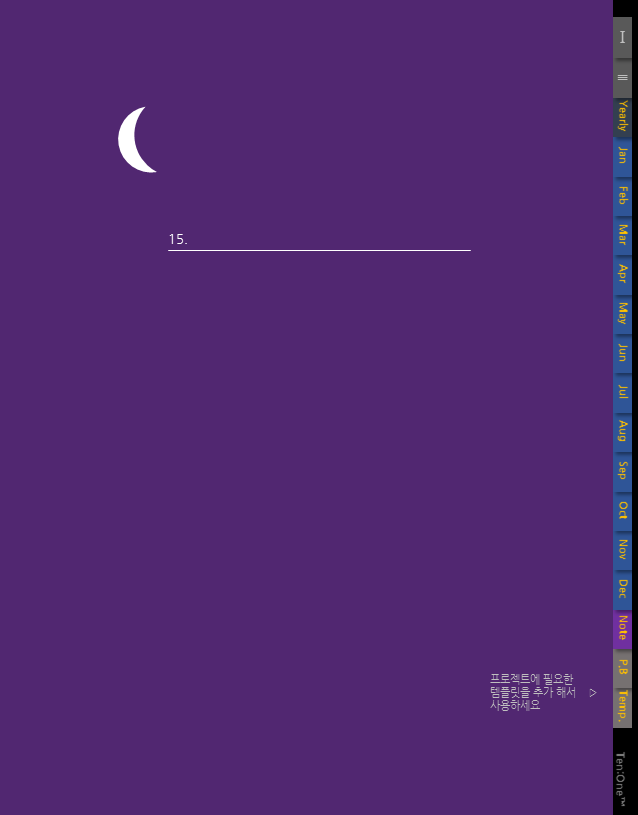 15.
프로젝트에 필요한
템플릿을 추가 해서 >
사용하세요
I
≡
Yearly
Jan
Feb
Mar
Apr
May
Jun
Jul
Aug
Sep
Oct
Nov
Dec
Note
P.B
Temp.
Ten:One™